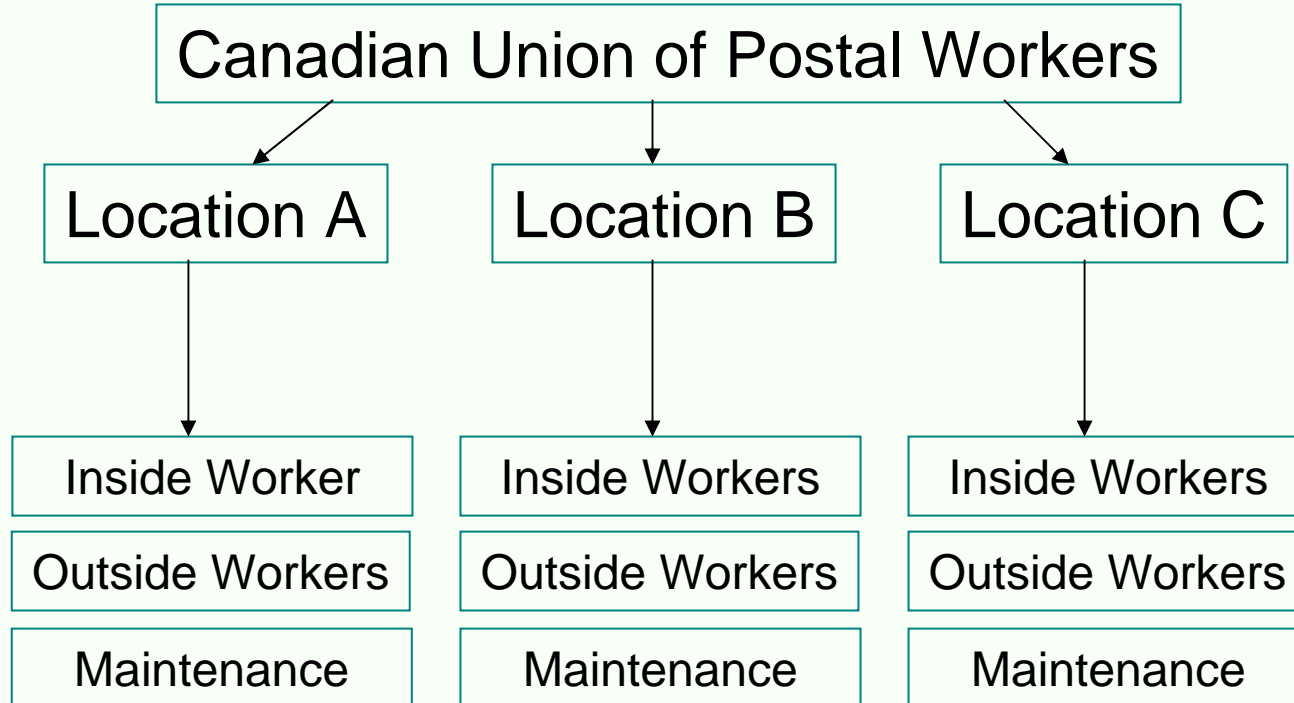 Canadian Union of Postal Workers
Location A
Location B
Location C
Inside Worker
Inside Workers
Inside Workers
Outside Workers
Outside Workers
Outside Workers
Maintenance
Maintenance
Maintenance